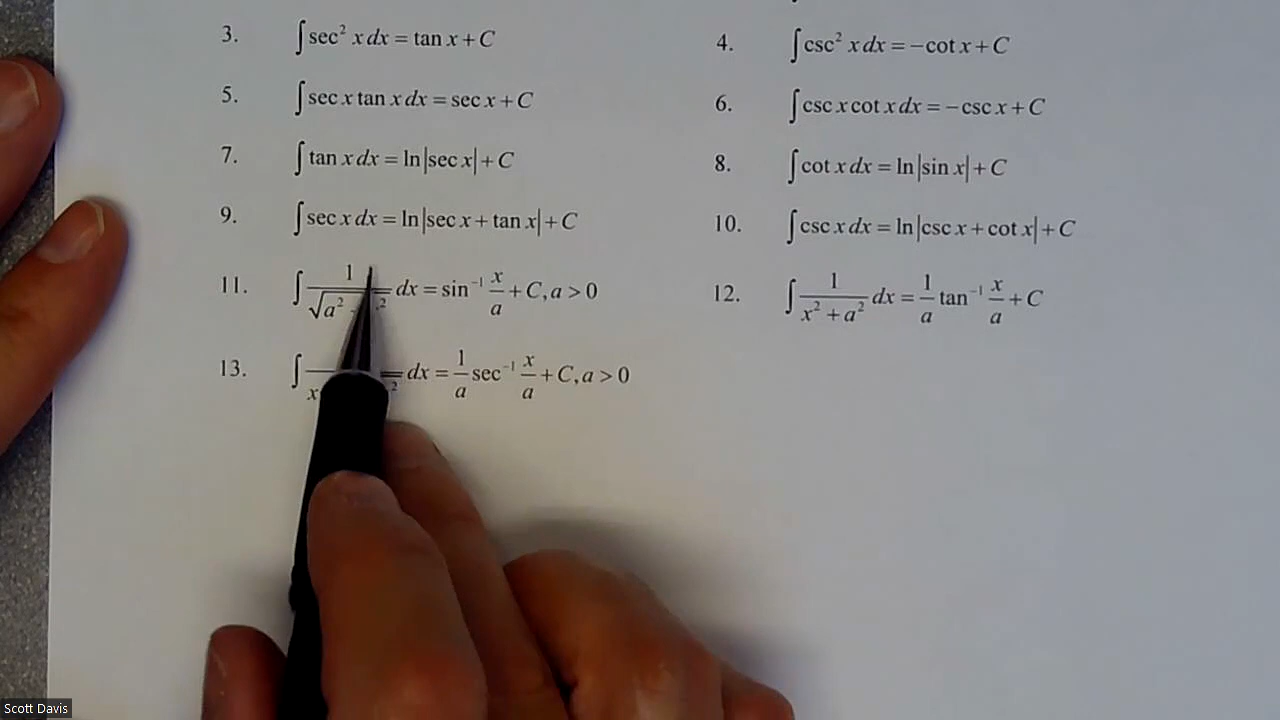 3. ∫ sec² x dx = tan x + C
4. ∫ csc² x dx = −cot x + C
5. ∫ sec x tan x dx = sec x + C
6. ∫ csc x cot x dx = −csc x + C
7. ∫ tan x dx = ln|sec x| + C
8. ∫ cot x dx = ln|sin x| + C
9. ∫ sec x dx = ln|sec x + tan x| + C
10. ∫ csc x dx = ln|csc x + cot x| + C
11. ∫ 1/√a² ² dx = sin⁻¹ x/a + C, a > 0
12. ∫ 1/(x² + a²) dx = 1/a tan⁻¹ x/a + C
13. ∫ x ² dx = 1/a sec⁻¹ x/a + C, a > 0
Scott Davis